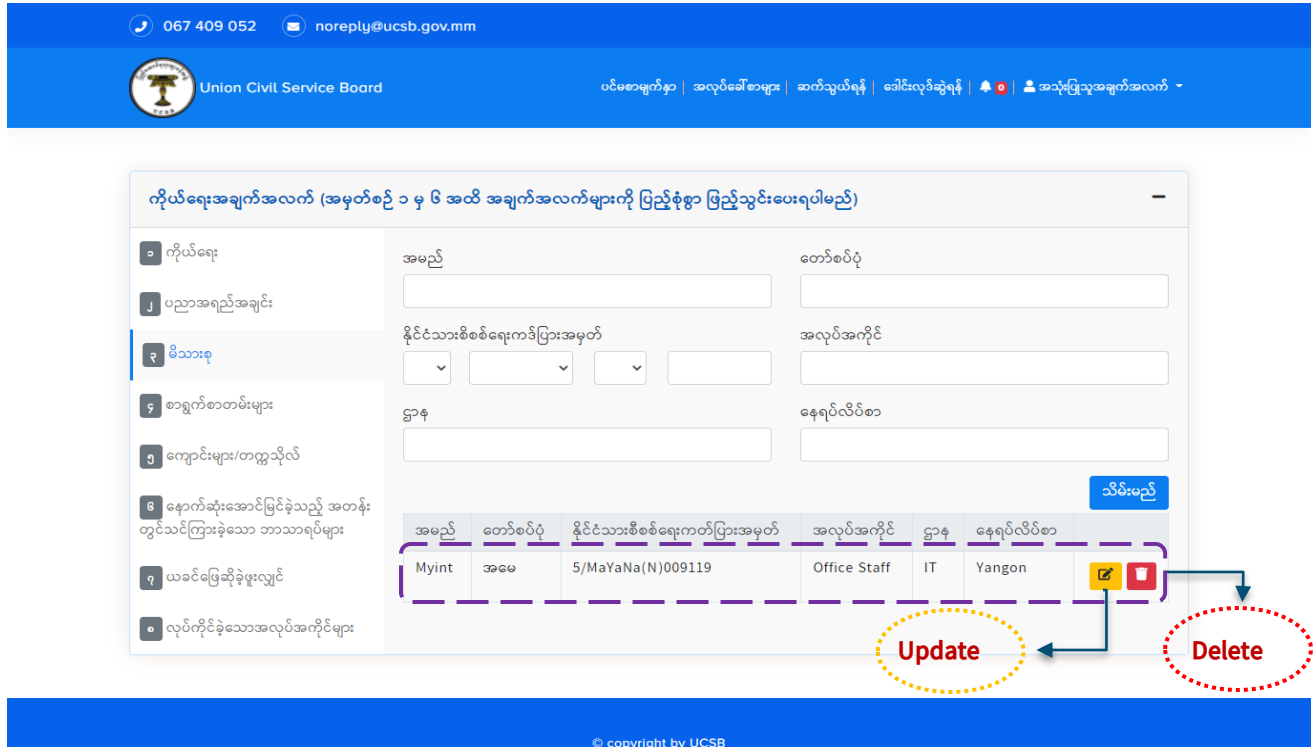 067 409 052 noreply@ucsb.gov.mm
Union Civil Service Board
ပင်မစာမျက်နှာ | အလုပ်ခေါ်စာများ | ဆက်သွယ်ရန် | ဒေါင်းလုဒ်ဆွဲရန် | 0 | အသုံးပြုသူအချက်အလက်
ကိုယ်ရေးအချက်အလက် (အမှတ်စဉ် ၁ မှ ၆ အထိ အချက်အလက်များကို ပြည့်စုံစွာ ဖြည့်သွင်းပေးရပါမည်)
၁ ကိုယ်ရေး
၂ ပညာအရည်အချင်း
၃ မိသားစု
၄ စာရွက်စာတမ်းများ
၅ ကျောင်းများ/တက္ကသိုလ်
၆ နောက်ဆုံးအောင်မြင်ခဲ့သည့် အတန်း
တွင်သင်ကြားခဲ့သော ဘာသာရပ်များ
၇ ယခင်ဖြေဆိုခဲ့ဖူးလျှင်
၈ လုပ်ကိုင်ခဲ့သောအလုပ်အကိုင်များ
အမည် တော်စပ်ပုံ
နိုင်ငံသားစိစစ်ရေးကဒ်ပြားအမှတ် အလုပ်အကိုင်
ဌာန နေရပ်လိပ်စာ
သိမ်းမည်
အမည် တော်စပ်ပုံ နိုင်ငံသားစီစစ်ရေးကတ်ပြားအမှတ် အလုပ်အကိုင် ဌာန နေရပ်လိပ်စာ
Myint အမေ 5/MaYaNa(N)009119 Office Staff IT Yangon
Update Delete
© copyright by UCSB